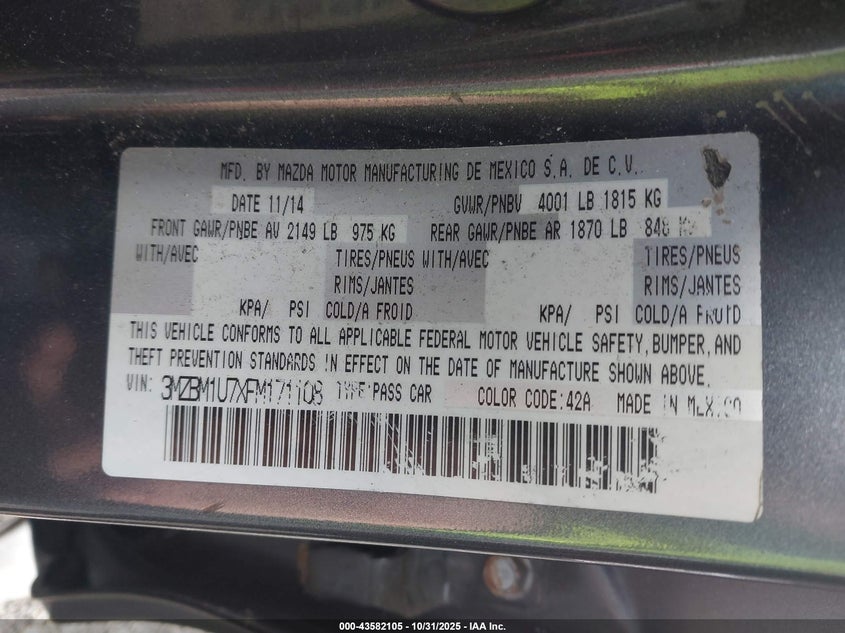 MFD. BY MAZDA MOTOR MANUFACTURING DE MEXICO S.A. DE C.V.
DATE 11/14 GVWR/PNBV 4001 LB 1815 KG
FRONT GAWR/PNBE AV 2149 LB 975 KG REAR GAWR/PNBE AR 1870 LB 848 KG
WITH/AVEC TIRES/PNEUS WITH/AVEC TIRES/PNEUS
RIMS/JANTES RIMS/JANTES
KPA/ PSI COLD/A FROID KPA/ PSI COLD/A FROID
THIS VEHICLE CONFORMS TO ALL APPLICABLE FEDERAL MOTOR VEHICLE SAFETY, BUMPER, AND
THEFT PREVENTION STANDARDS IN EFFECT ON THE DATE OF MANUFACTURE SHOWN ABOVE.
VIN: 3MZBM1U7XFM171108 TYPE:PASS CAR COLOR CODE:42A MADE IN MEXICO
000-43582105 - 10/31/2025 - IAA Inc.